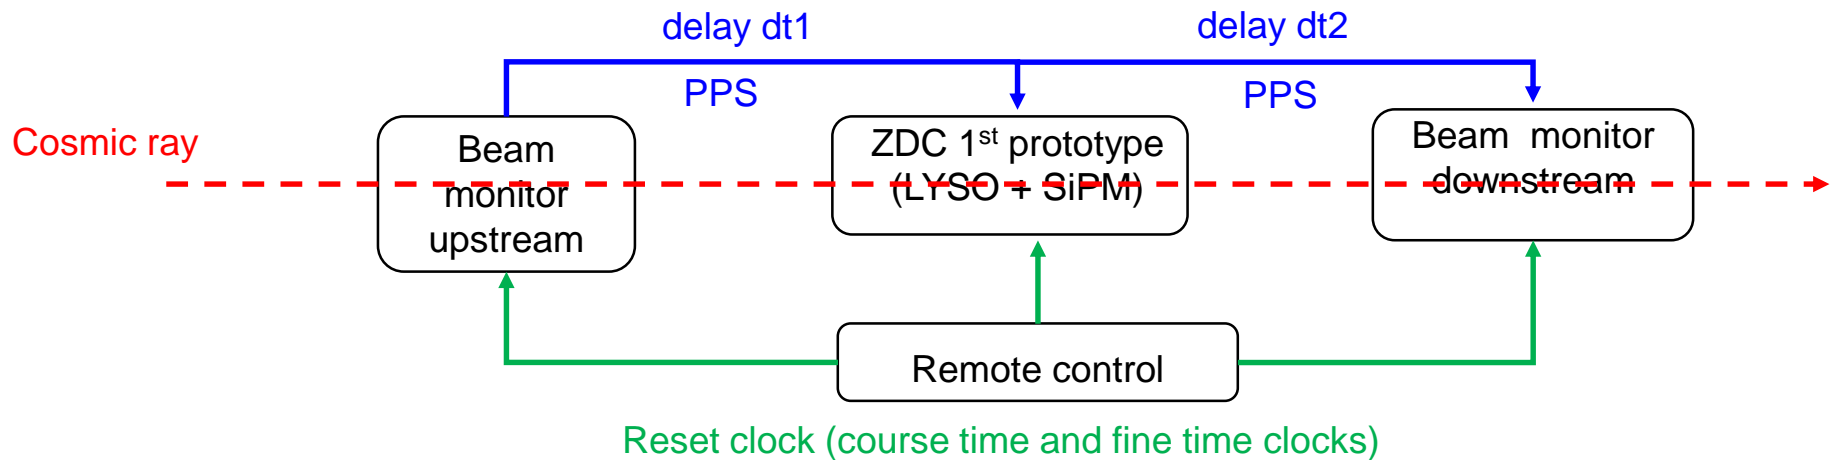 delay dt1
delay dt2
PPS
PPS
Cosmic ray
Beam
monitor
upstream
ZDC 1st prototype
(LYSO + SiPM)
Beam monitor
downstream
Remote control
Reset clock (course time and fine time clocks)